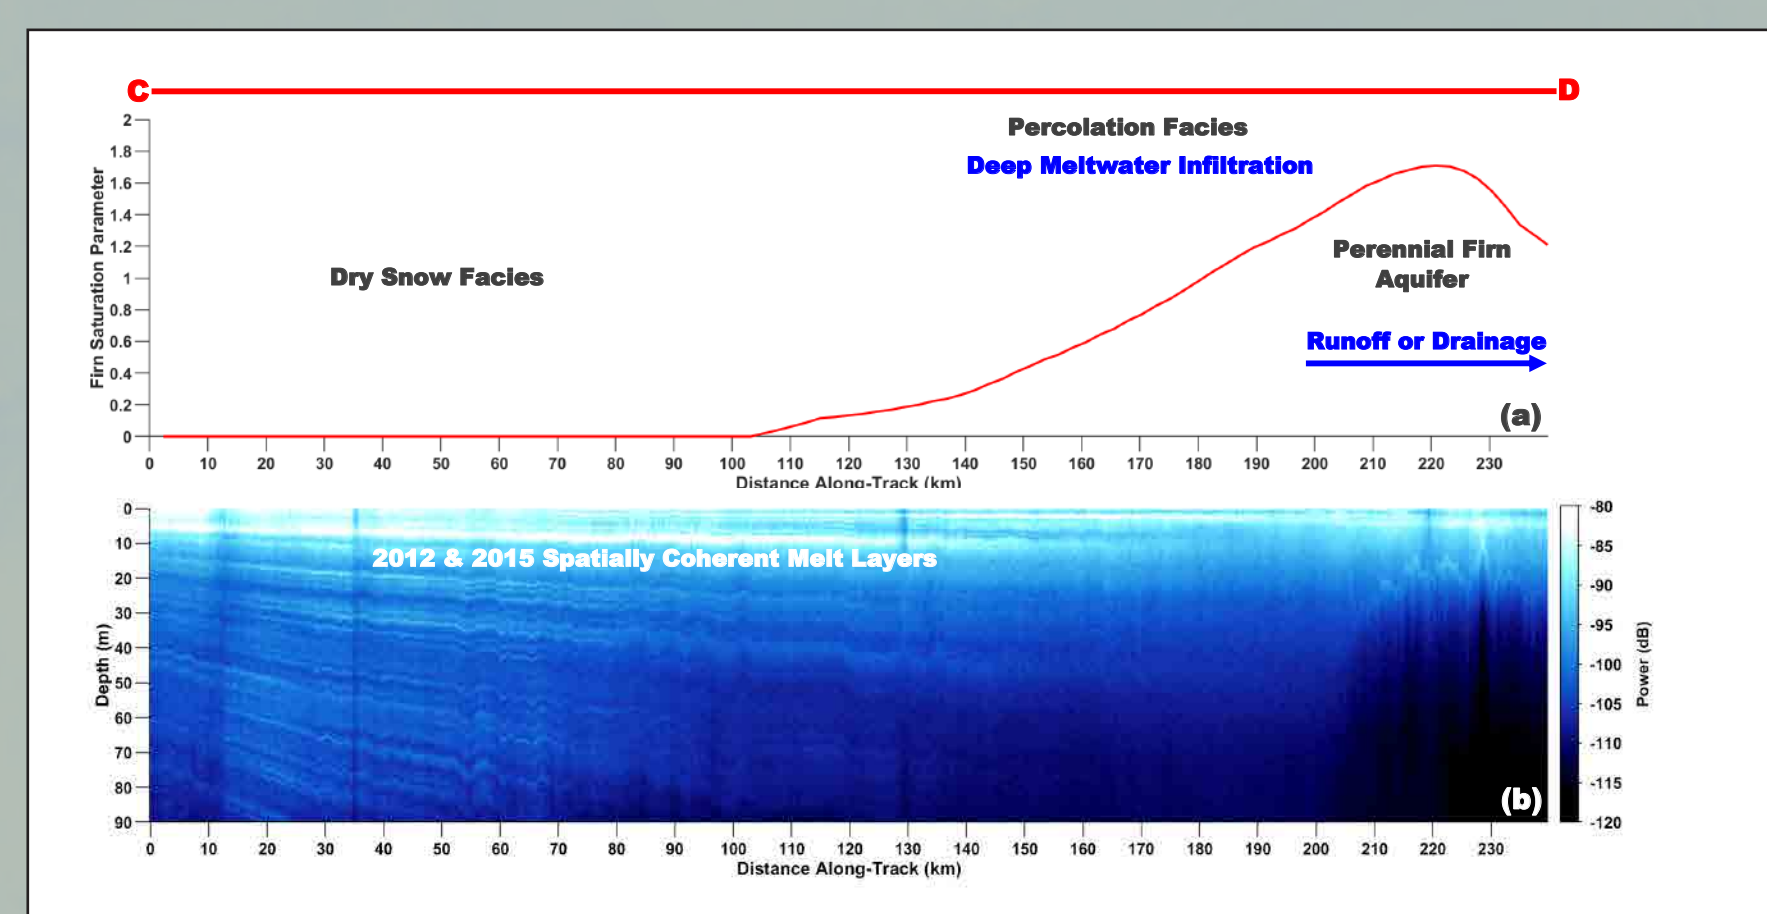 C D
Percolation Facies
Deep Meltwater Infiltration
Dry Snow Facies
Perennial Firn
Aquifer
Runoff or Drainage
(a)
Firn Saturation Parameter
2
1.8
1.6
1.4
1.2
1
0.8
0.6
0.4
0.2
0
0 10 20 30 40 50 60 70 80 90 100 110 120 130 140 150 160 170 180 190 200 210 220 230
Distance Along-Track (km)
2012 & 2015 Spatially Coherent Melt Layers
(b)
Depth (m)
0
10
20
30
40
50
60
70
80
90
0 10 20 30 40 50 60 70 80 90 100 110 120 130 140 150 160 170 180 190 200 210 220 230
Distance Along-Track (km)
-80
-85
-90
-95
-100
-105
-110
-115
-120
Power (dB)